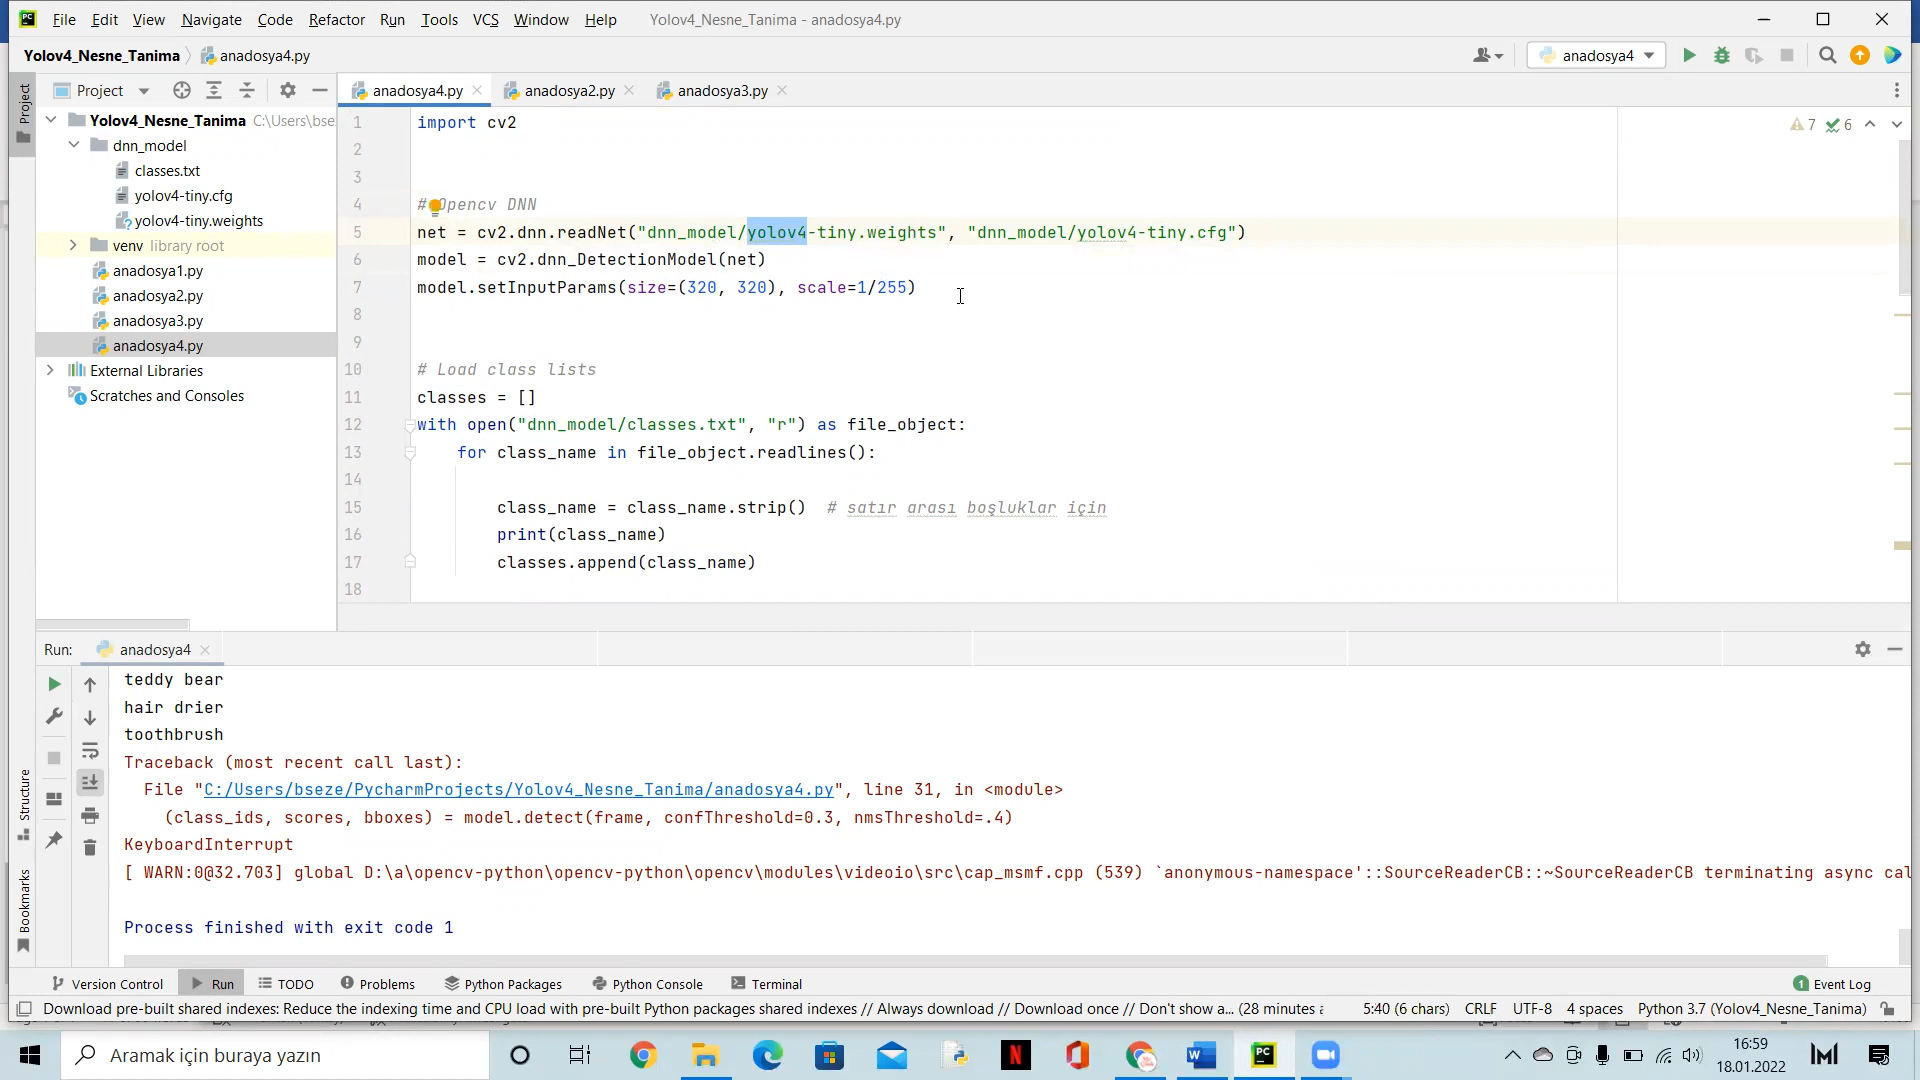 File Edit View Navigate Code Refactor Run Tools VCS Window Help Yolov4_Nesne_Tanima - anadosya4.py
Yolov4_Nesne_Tanima anadosya4.py anadosya4
Project anadosya4.py anadosya2.py anadosya3.py
Project
Yolov4_Nesne_Tanima C:\Users\bse
dnn_model
classes.txt
yolov4-tiny.cfg
yolov4-tiny.weights
venv library root
anadosya1.py
anadosya2.py
anadosya3.py
anadosya4.py
External Libraries
Scratches and Consoles
7 6
1 import cv2
2
3
4 # Opencv DNN
5 net = cv2.dnn.readNet("dnn_model/yolov4-tiny.weights", "dnn_model/yolov4-tiny.cfg")
6 model = cv2.dnn_DetectionModel(net)
7 model.setInputParams(size=(320, 320), scale=1/255)
8
9
10 # Load class lists
11 classes = []
12 with open("dnn_model/classes.txt", "r") as file_object:
13 for class_name in file_object.readlines():
14
15 class_name = class_name.strip() # satır arası boşluklar için
16 print(class_name)
17 classes.append(class_name)
18
Run: anadosya4
teddy bear
hair drier
toothbrush
Traceback (most recent call last):
File "C:/Users/bseze/PycharmProjects/Yolov4_Nesne_Tanima/anadosya4.py", line 31, in <module>
(class_ids, scores, bboxes) = model.detect(frame, confThreshold=0.3, nmsThreshold=.4)
KeyboardInterrupt
[ WARN:0@32.703] global D:\a\opencv-python\opencv-python\opencv\modules\videoio\src\cap_msmf.cpp (539) `anonymous-namespace'::SourceReaderCB::~SourceReaderCB terminating async cal
Process finished with exit code 1
Structure
Bookmarks
Version Control Run TODO Problems Python Packages Python Console Terminal 1 Event Log
Download pre-built shared indexes: Reduce the indexing time and CPU load with pre-built Python packages shared indexes // Always download // Download once // Don't show a... (28 minutes a 5:40 (6 chars) CRLF UTF-8 4 spaces Python 3.7 (Yolov4_Nesne_Tanima)
Aramak için buraya yazın
16:59
18.01.2022